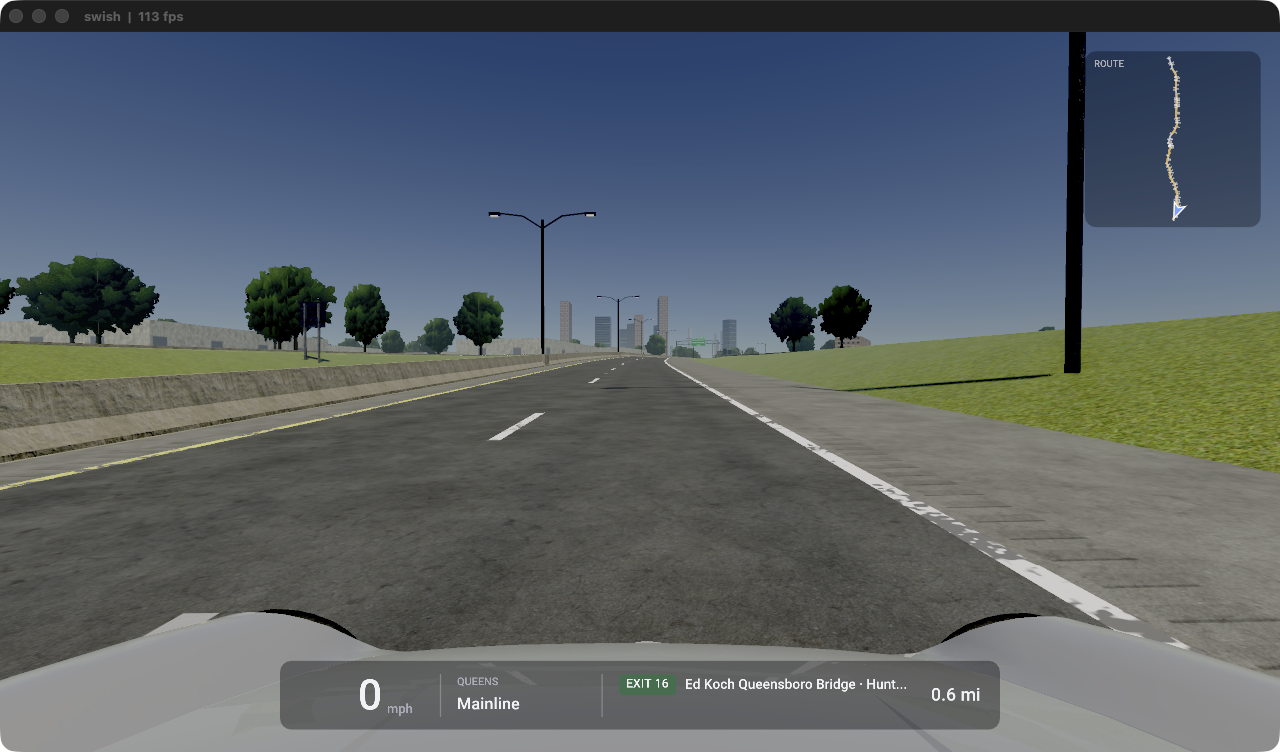 swish | 113 fps
ROUTE
0 mph
QUEENS
Mainline
EXIT 16 Ed Koch Queensboro Bridge · Hunt...
0.6 mi